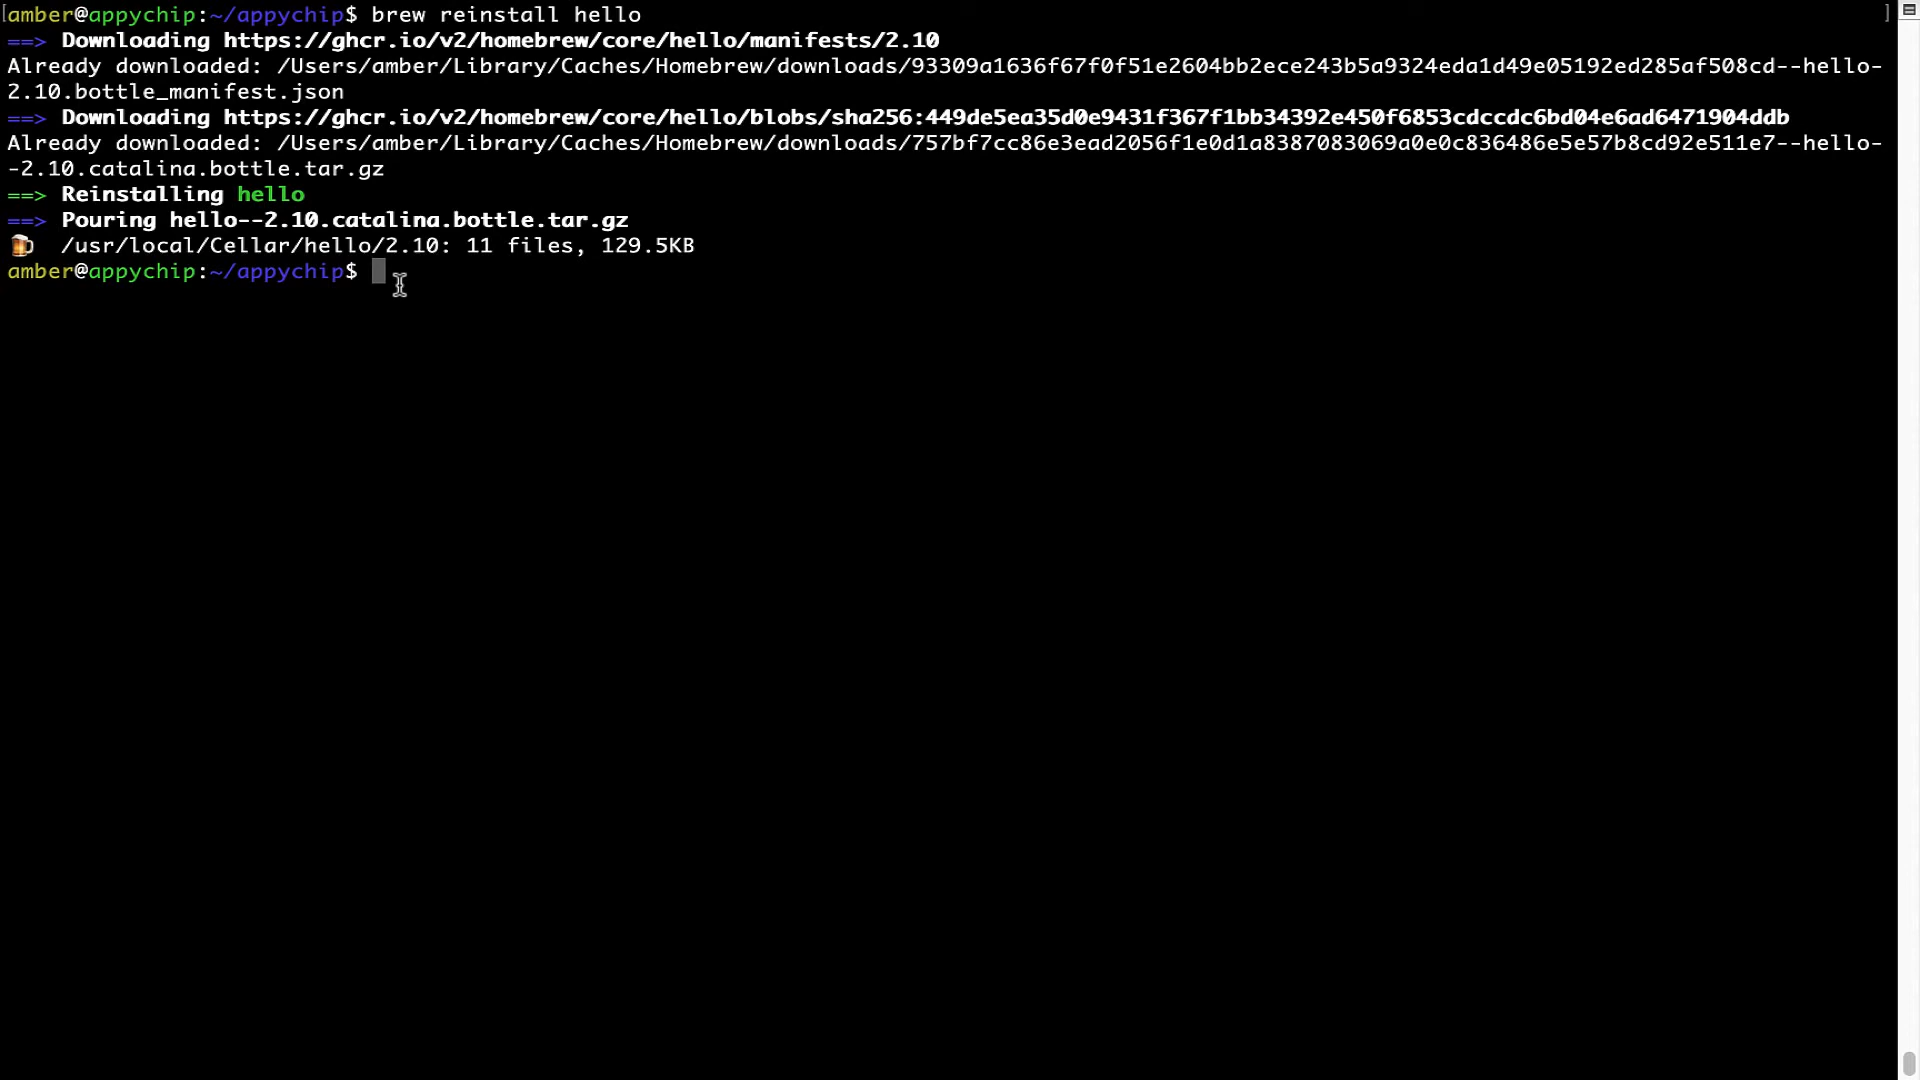 amber@appychip:~/appychip$ brew reinstall hello
==> Downloading https://ghcr.io/v2/homebrew/core/hello/manifests/2.10
Already downloaded: /Users/amber/Library/Caches/Homebrew/downloads/93309a1636f67f0f51e2604bb2ece243b5a9324eda1d49e05192ed285af508cd--hello-
2.10.bottle_manifest.json
==> Downloading https://ghcr.io/v2/homebrew/core/hello/blobs/sha256:449de5ea35d0e9431f367f1bb34392e450f6853cdccdc6bd04e6ad6471904ddb
Already downloaded: /Users/amber/Library/Caches/Homebrew/downloads/757bf7cc86e3ead2056f1e0d1a8387083069a0e0c836486e5e57b8cd92e511e7--hello-
-2.10.catalina.bottle.tar.gz
==> Reinstalling hello
==> Pouring hello--2.10.catalina.bottle.tar.gz
🍺 /usr/local/Cellar/hello/2.10: 11 files, 129.5KB
amber@appychip:~/appychip$